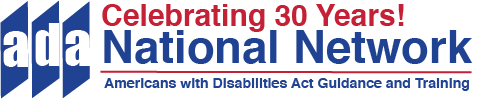 ada
Celebrating 30 Years!
National Network
Americans with Disabilities Act Guidance and Training